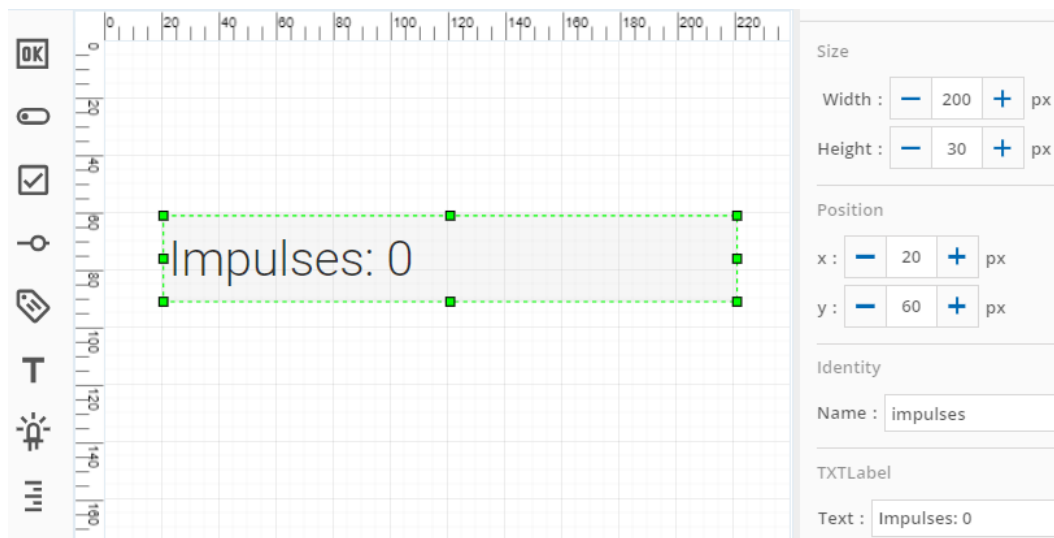 0 20 40 60 80 100 120 140 160 180 200 220
OK
0
20
40
60
80
100
120
140
160
Impulses: 0
T
Size
Width : 200 px
Height : 30 px
Position
x : 20 px
y : 60 px
Identity
Name : impulses
TXTLabel
Text : Impulses: 0